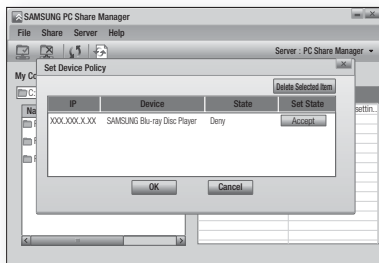 SAMSUNG PC Share Manager
File Share Server Help
Server : PC Share Manager
Set Device Policy
My Co
Delete Selected Item
C:
IP Device State Set State
Na
settin..
XXX.XXX.X.XX SAMSUNG Blu-ray Disc Player Deny Accept
OK Cancel